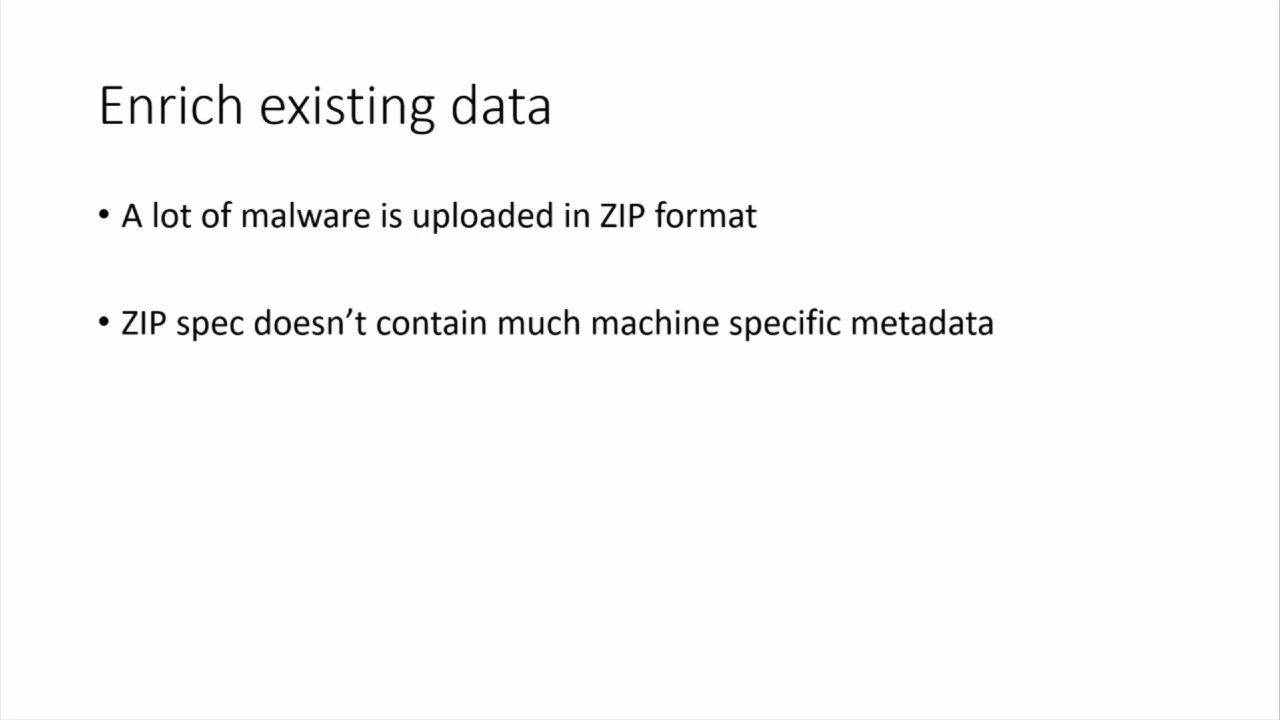 Enrich existing data
• A lot of malware is uploaded in ZIP format
• ZIP spec doesn’t contain much machine specific metadata